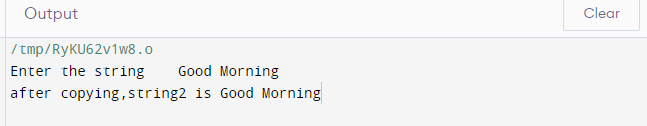 Output Clear
/tmp/RyKU62v1w8.o
Enter the string    Good Morning
after copying,string2 is Good Morning